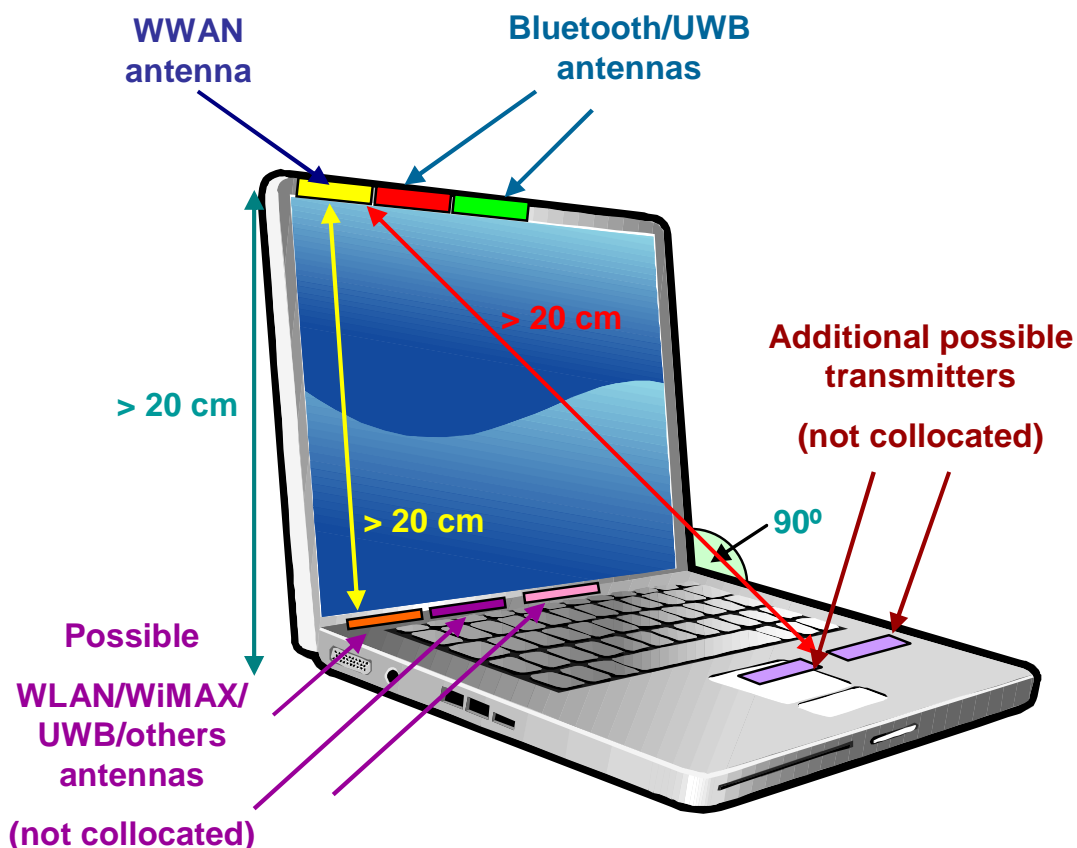 WWAN
antenna
Bluetooth/UWB
antennas
> 20 cm
Additional possible
transmitters
(not collocated)
> 20 cm
> 20 cm
90º
Possible
WLAN/WiMAX/
UWB/others
antennas
(not collocated)